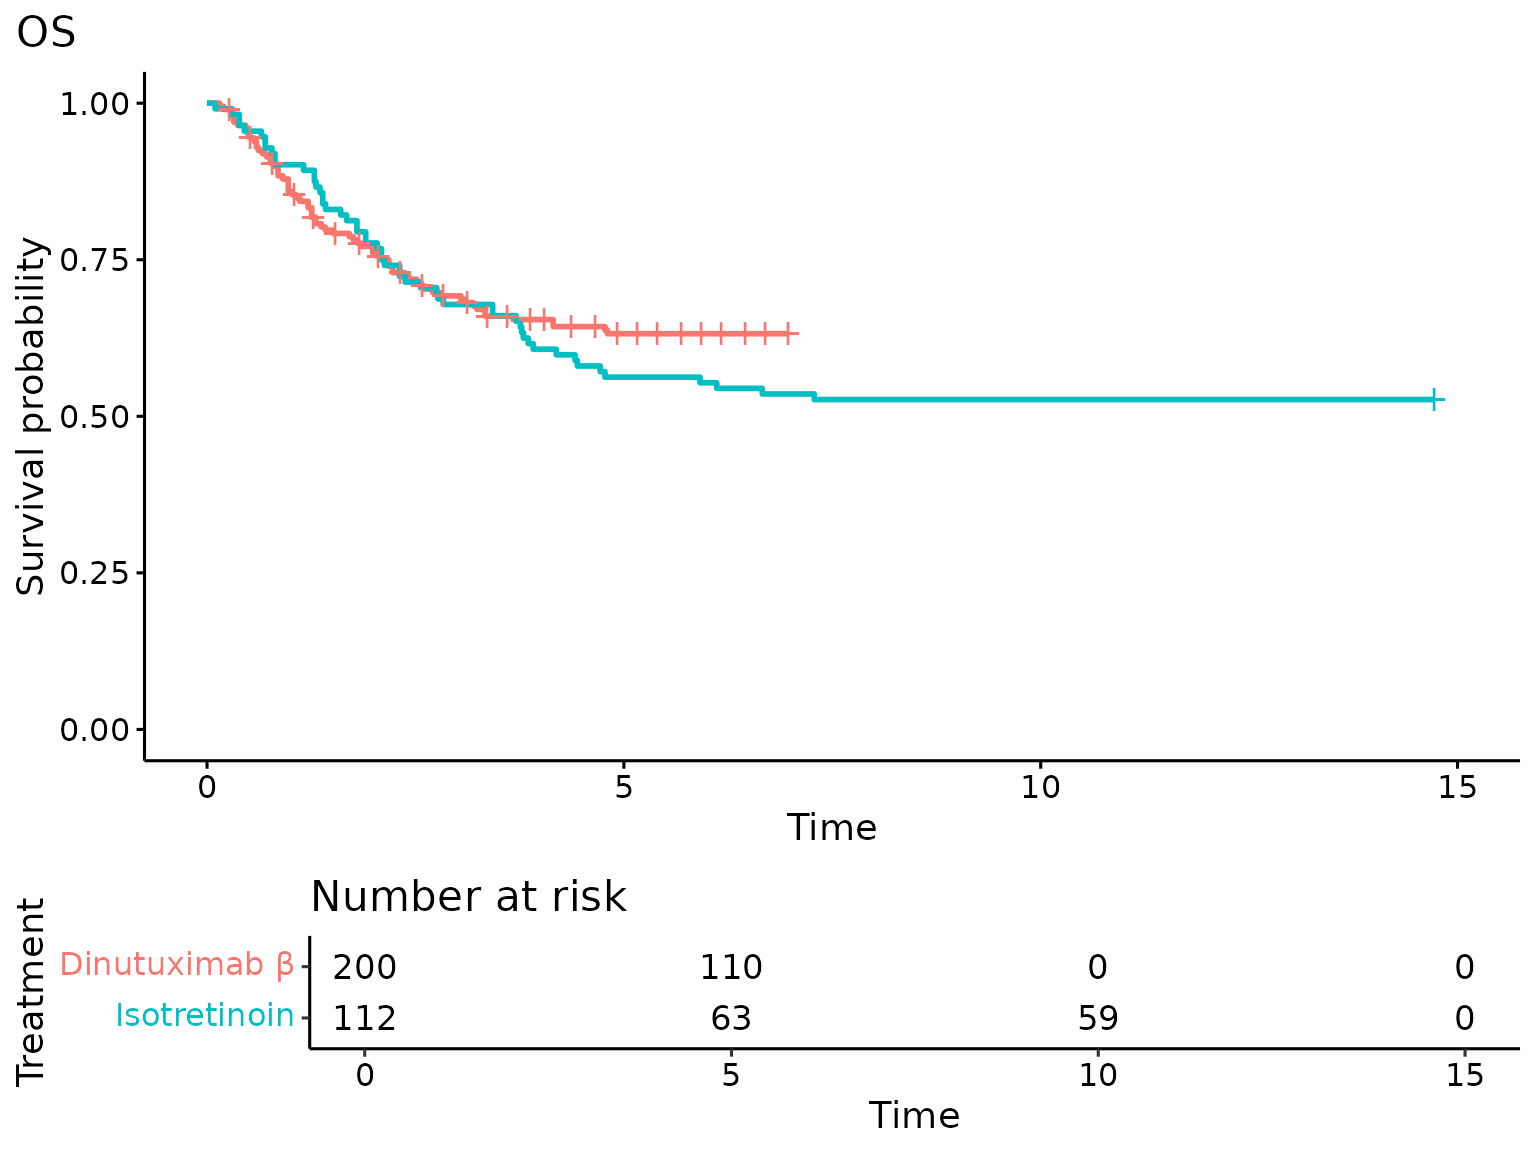 OS
Survival probability
1.00
0.75
0.50
0.25
0.00
0 5 10 15
Time
Number at risk
Treatment
Dinutuximab β 200 110 0 0
Isotretinoin 112 63 59 0
0 5 10 15
Time